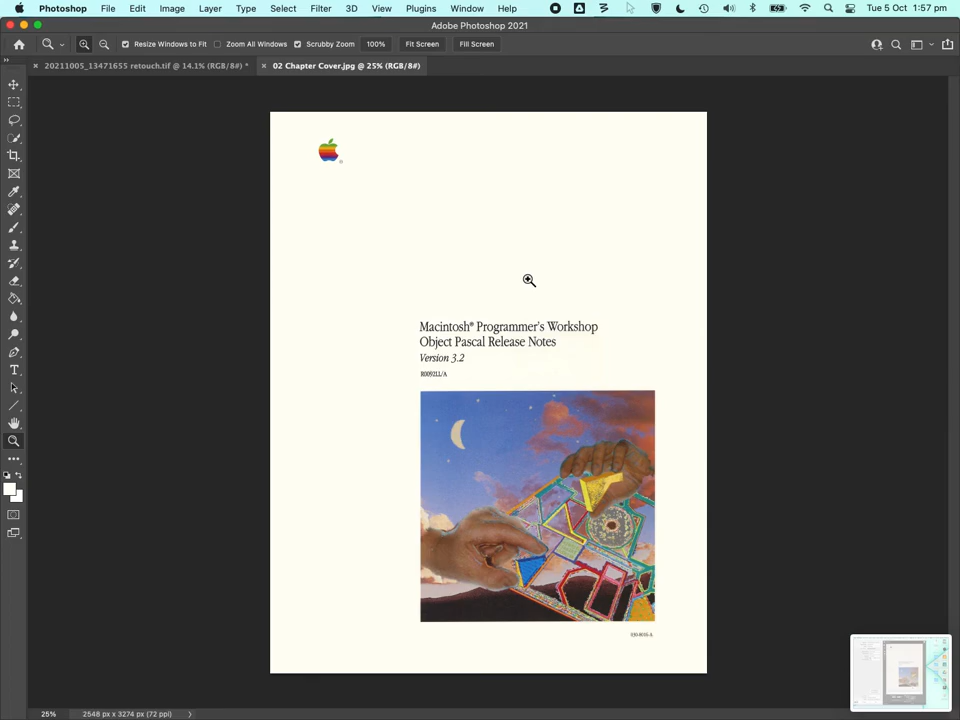 Photoshop File Edit Image Layer Type Select Filter 3D View Plugins Window Help Tue 5 Oct 1:57 pm
Adobe Photoshop 2021
Resize Windows to Fit Zoom All Windows Scrubby Zoom 100% Fit Screen Fill Screen
20211005_13471655 retouch.tif @ 14.1% (RGB/8#) * 02 Chapter Cover.jpg @ 25% (RGB/8#)
Macintosh® Programmer's Workshop
Object Pascal Release Notes
Version 3.2
25% 2548 px x 3274 px (72 ppi)